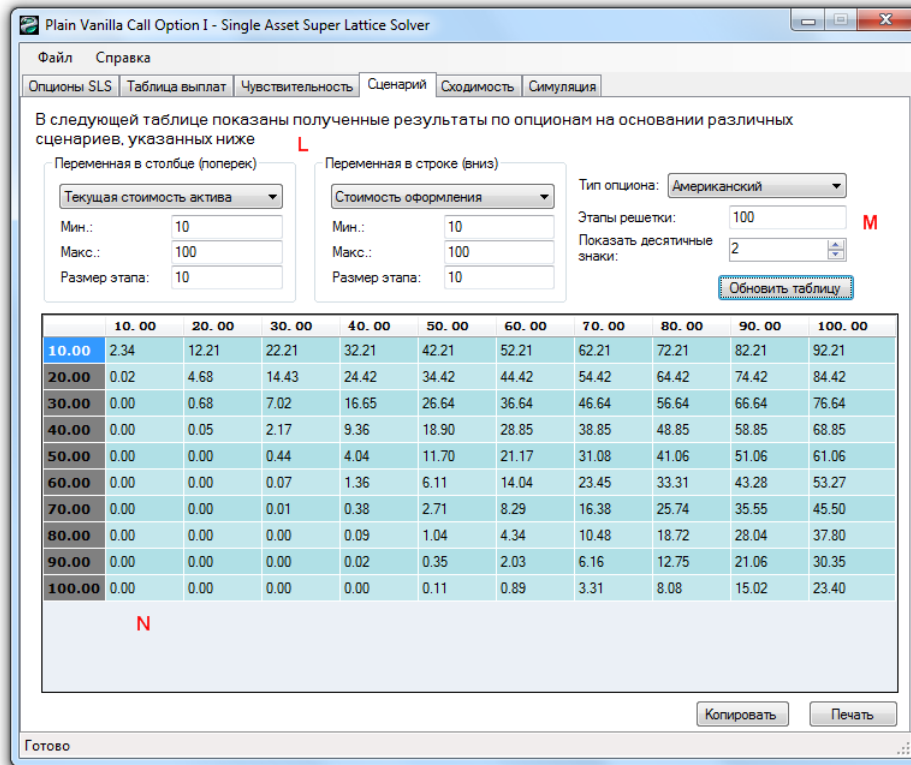 Plain Vanilla Call Option I - Single Asset Super Lattice Solver
Файл Справка
Опционы SLS Таблица выплат Чувствительность Сценарий Сходимость Симуляция
В следующей таблице показаны полученные результаты по опционам на основании различных
сценариев, указанных ниже
L
Переменная в столбце (поперек) Переменная в строке (вниз)
Текущая стоимость актива Стоимость оформления Тип опциона: Американский
Мин.: 10 Мин.: 10 Этапы решетки: 100 M
Макс.: 100 Макс.: 100 Показать десятичные
знаки: 2
Размер этапа: 10 Размер этапа: 10 Обновить таблицу
10. 00 20. 00 30. 00 40. 00 50. 00 60. 00 70. 00 80. 00 90. 00 100. 00
10.00 2.34 12.21 22.21 32.21 42.21 52.21 62.21 72.21 82.21 92.21
20.00 0.02 4.68 14.43 24.42 34.42 44.42 54.42 64.42 74.42 84.42
30.00 0.00 0.68 7.02 16.65 26.64 36.64 46.64 56.64 66.64 76.64
40.00 0.00 0.05 2.17 9.36 18.90 28.85 38.85 48.85 58.85 68.85
50.00 0.00 0.00 0.44 4.04 11.70 21.17 31.08 41.06 51.06 61.06
60.00 0.00 0.00 0.07 1.36 6.11 14.04 23.45 33.31 43.28 53.27
70.00 0.00 0.00 0.01 0.38 2.71 8.29 16.38 25.74 35.55 45.50
80.00 0.00 0.00 0.00 0.09 1.04 4.34 10.48 18.72 28.04 37.80
90.00 0.00 0.00 0.00 0.02 0.35 2.03 6.16 12.75 21.06 30.35
100.00 0.00 0.00 0.00 0.00 0.11 0.89 3.31 8.08 15.02 23.40
N
Копировать Печать
Готово